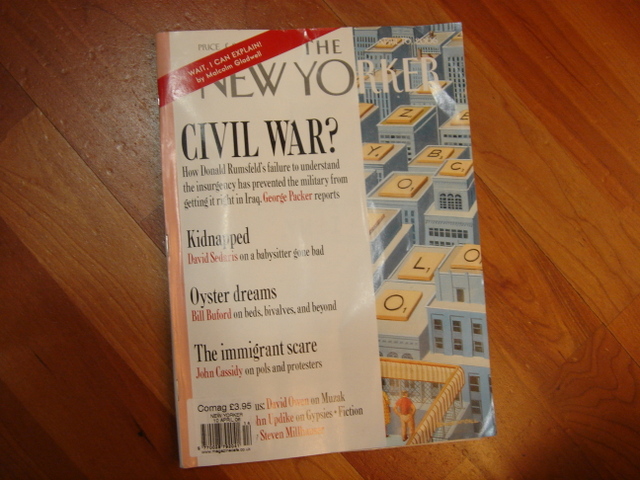 PRICE
THE
WAIT, I CAN EXPLAIN!
by Malcolm Gladwell
NEW YORKER
CIVIL WAR?
How Donald Rumsfeld's failure to understand
the insurgency has prevented the military from
getting it right in Iraq. George Packer reports
Kidnapped
David Sedaris on a babysitter gone bad
Oyster dreams
Bill Buford on beds, bivalves, and beyond
The immigrant scare
John Cassidy on pols and protesters
us: David Owen on Muzak
Updike on Gypsies • Fiction
Steven Millhauser
Comag £3.95
NEW YORKER
Z
Y
B
C
O
L
O
O